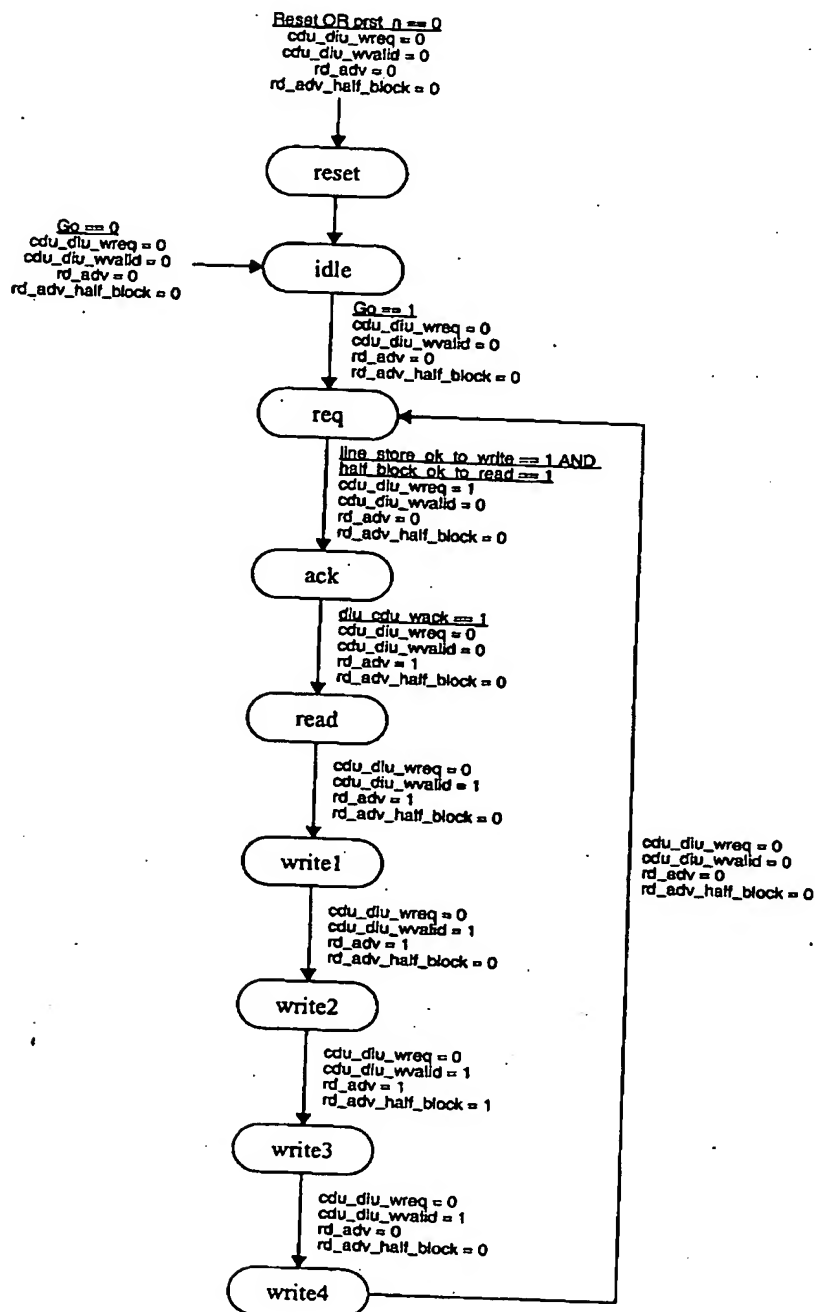 Reset OR prst_n == 0
cdu_diu_wreq = 0
cdu_diu_wvalid = 0
rd_adv = 0
rd_adv_half_block = 0
reset
Go == 0
cdu_diu_wreq = 0
cdu_diu_wvalid = 0
rd_adv = 0
rd_adv_half_block = 0
idle
Go == 1
cdu_diu_wreq = 0
cdu_diu_wvalid = 0
rd_adv = 0
rd_adv_half_block = 0
req
line_store_ok_to_write == 1 AND
half_block_ok_to_read == 1
cdu_diu_wreq = 1
cdu_diu_wvalid = 0
rd_adv = 0
rd_adv_half_block = 0
ack
diu_cdu_wack == 1
cdu_diu_wreq = 0
cdu_diu_wvalid = 0
rd_adv = 1
rd_adv_half_block = 0
read
cdu_diu_wreq = 0
cdu_diu_wvalid = 1
rd_adv = 1
rd_adv_half_block = 0
write1
cdu_diu_wreq = 0
cdu_diu_wvalid = 0
rd_adv = 0
rd_adv_half_block = 0
cdu_diu_wreq = 0
cdu_diu_wvalid = 1
rd_adv = 1
rd_adv_half_block = 0
write2
cdu_diu_wreq = 0
cdu_diu_wvalid = 1
rd_adv = 1
rd_adv_half_block = 1
write3
cdu_diu_wreq = 0
cdu_diu_wvalid = 1
rd_adv = 0
rd_adv_half_block = 0
write4